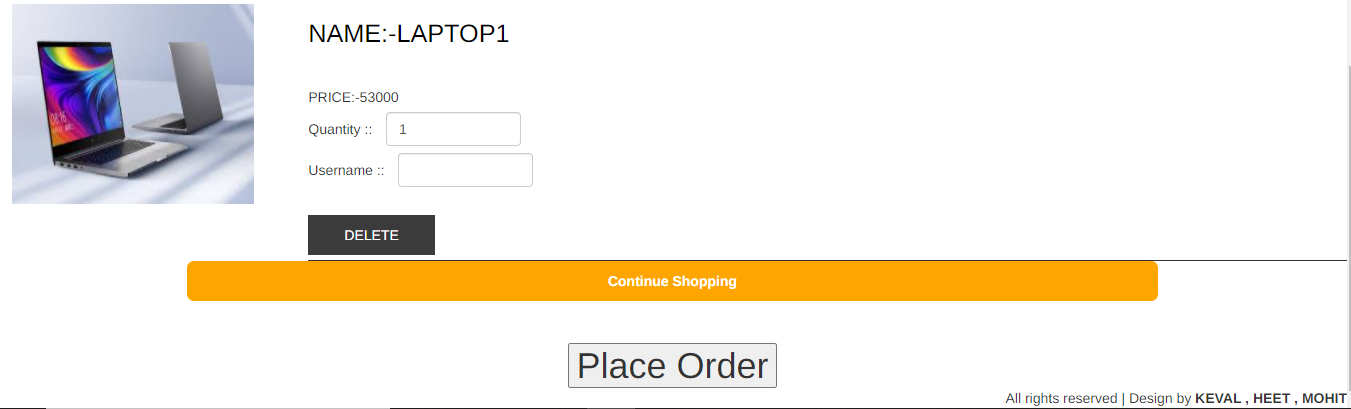 NAME:-LAPTOP1
PRICE:-53000
Quantity :: 1
Username ::
DELETE
Continue Shopping
Place Order
All rights reserved | Design by KEVAL , HEET , MOHIT